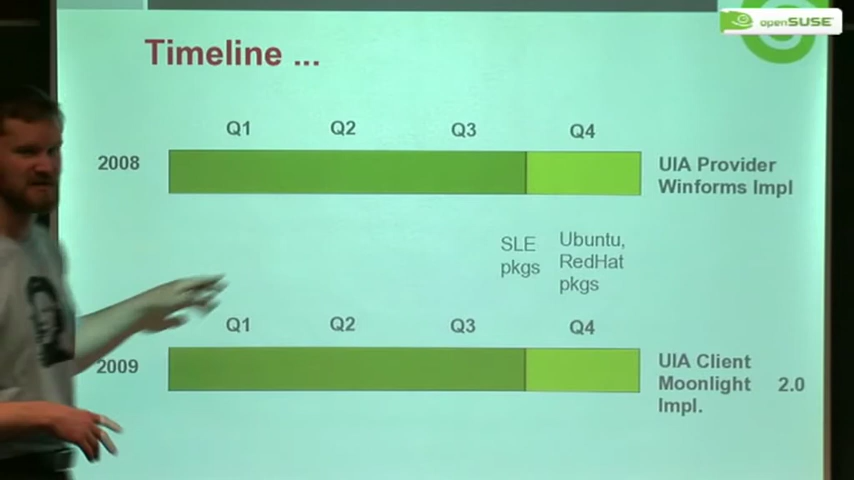 openSUSE
Timeline ...
Q1 Q2 Q3 Q4
2008
UIA Provider
Winforms Impl
SLE
pkgs
Ubuntu,
RedHat
pkgs
Q1 Q2 Q3 Q4
2009
UIA Client
Moonlight 2.0
Impl.